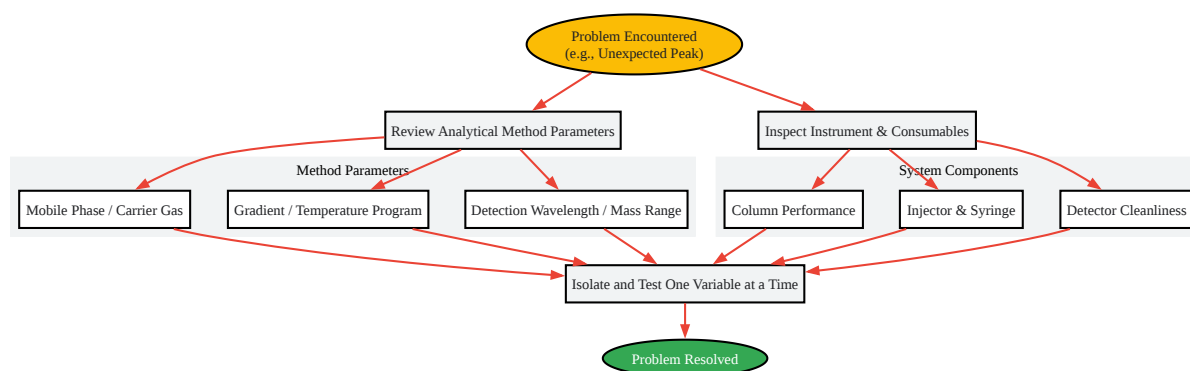 Problem Encountered
(e.g., Unexpected Peak)
Review Analytical Method Parameters
Inspect Instrument & Consumables
Method Parameters
System Components
Mobile Phase / Carrier Gas
Gradient / Temperature Program
Detection Wavelength / Mass Range
Column Performance
Injector & Syringe
Detector Cleanliness
Isolate and Test One Variable at a Time
Problem Resolved